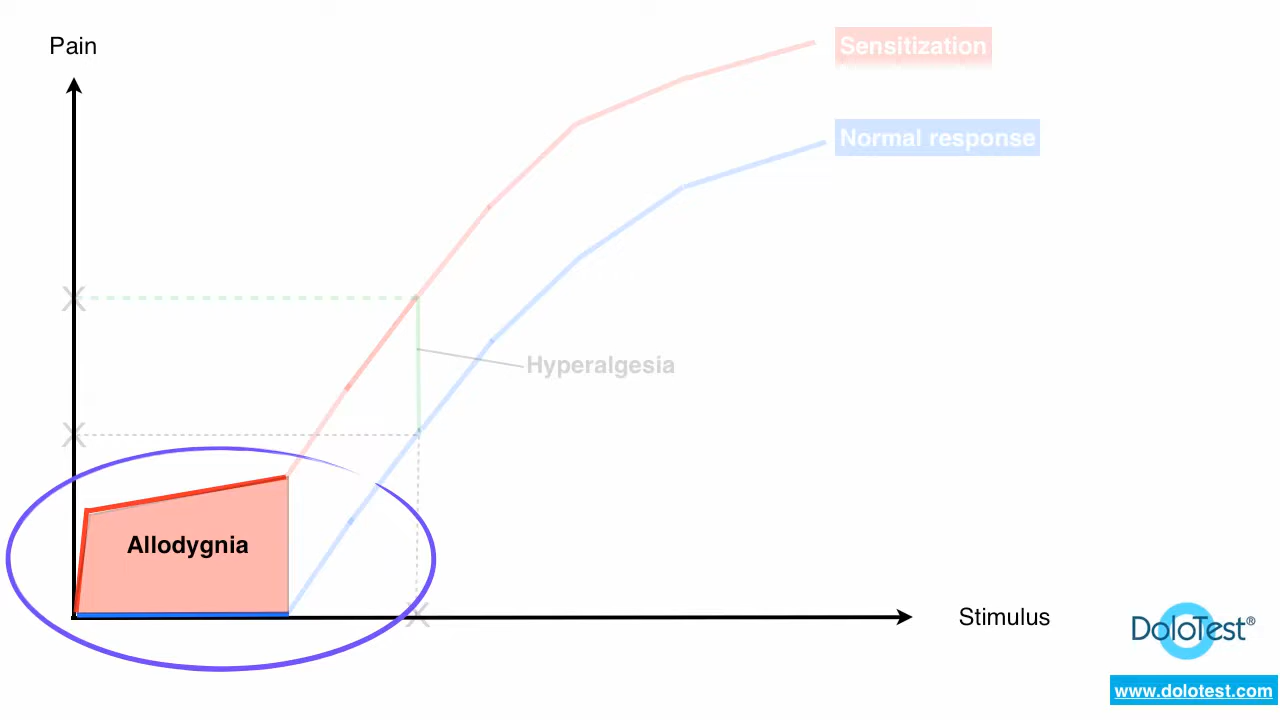 Pain
Sensitization
Normal response
X
Hyperalgesia
X
Allodygnia
X
Stimulus
DoloTest®
www.dolotest.com